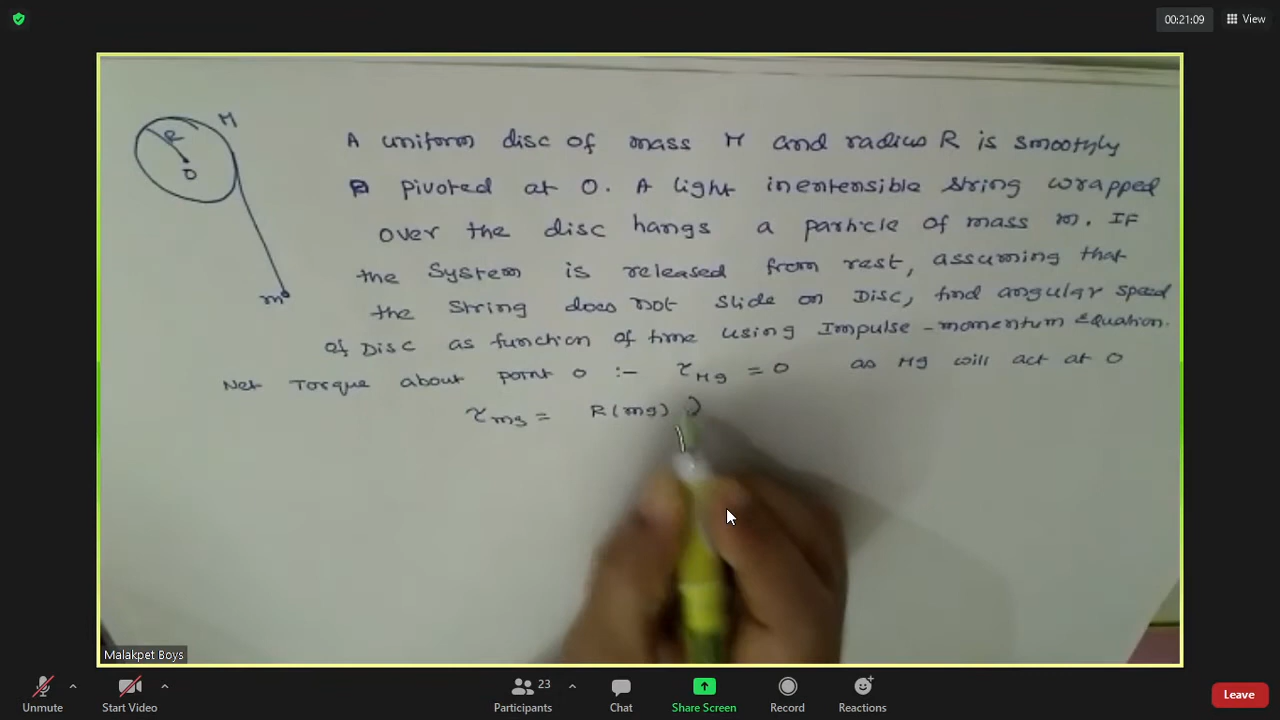 00:21:09
View
R
M
O
m
A uniform disc of mass M and radius R is smootyly
pivoted at O. A light inentensible string wrapped
over the disc hangs a particle of mass m. IF
the System is released from rest, assuming that
the String does not slide on Disc, find angular speed
of Disc as function of time using Impulse - momentum Equation.
Net Torque about point O :- τMg = 0 as Mg will act at O
τmg = R(mg)
Malakpet Boys
Unmute
Start Video
Participants
23
Chat
Share Screen
Record
Reactions
Leave